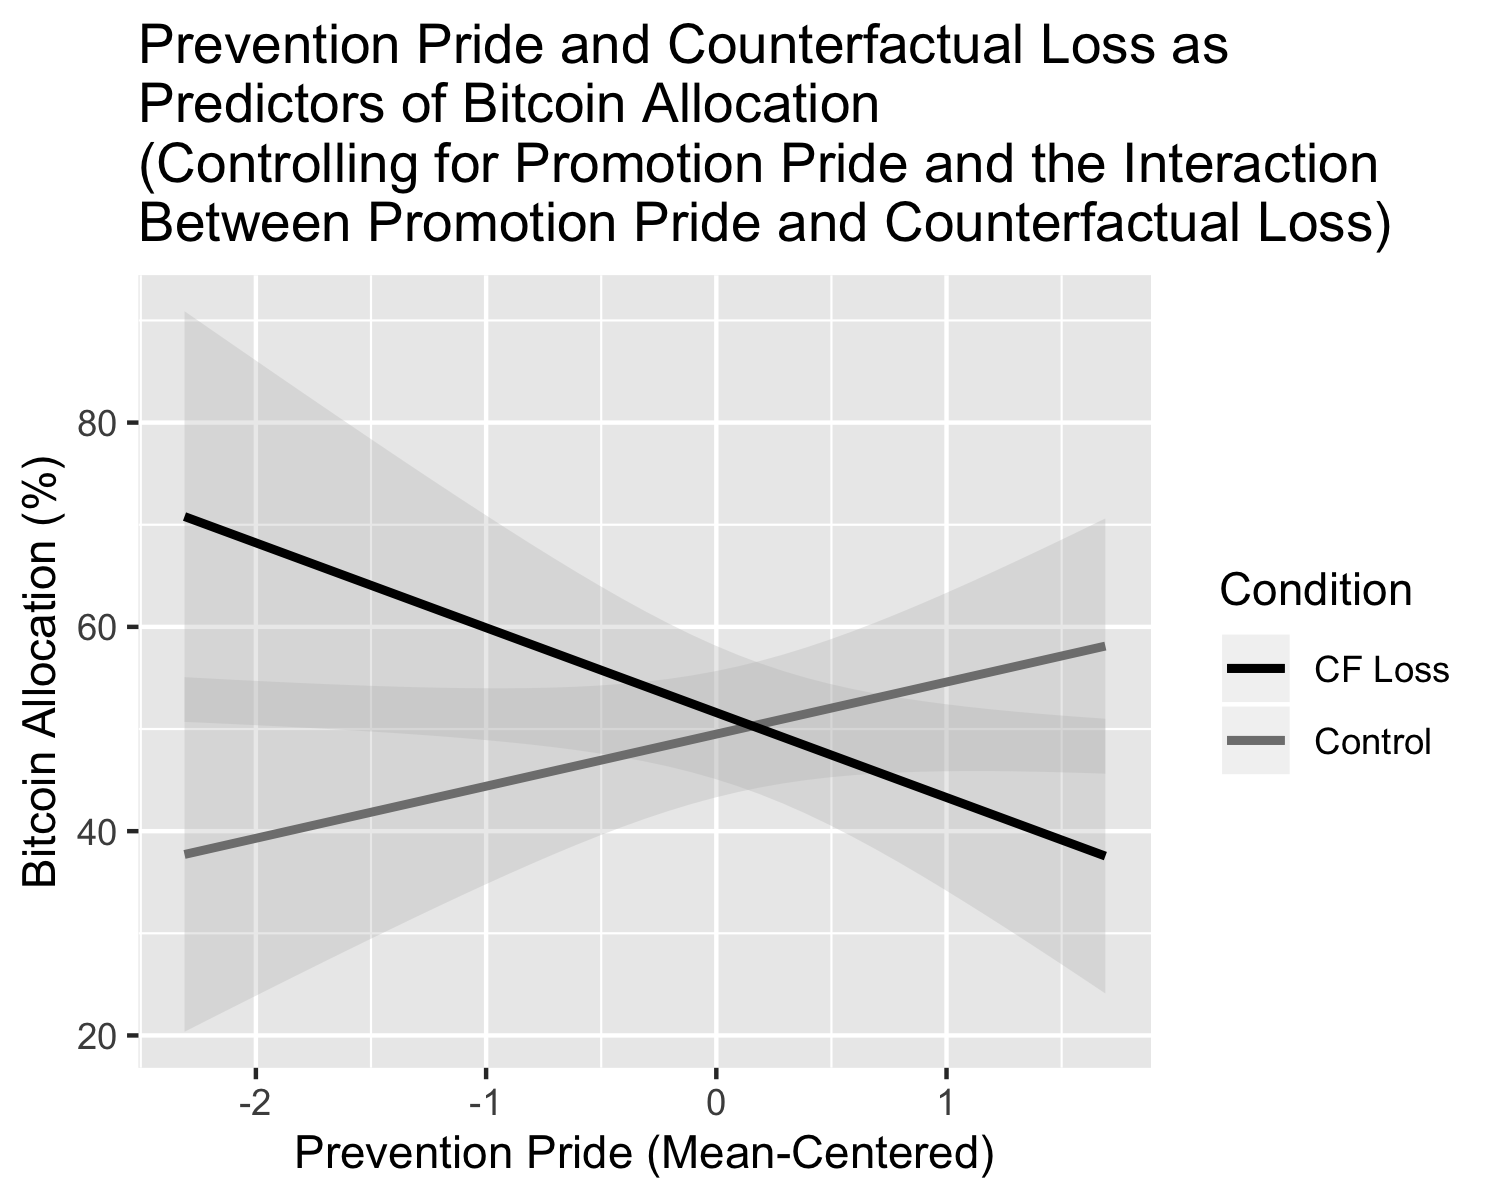 Prevention Pride and Counterfactual Loss as
Predictors of Bitcoin Allocation
(Controlling for Promotion Pride and the Interaction
Between Promotion Pride and Counterfactual Loss)
Bitcoin Allocation (%)
80
60
40
20
-2
-1
0
1
Prevention Pride (Mean-Centered)
Condition
CF Loss
Control